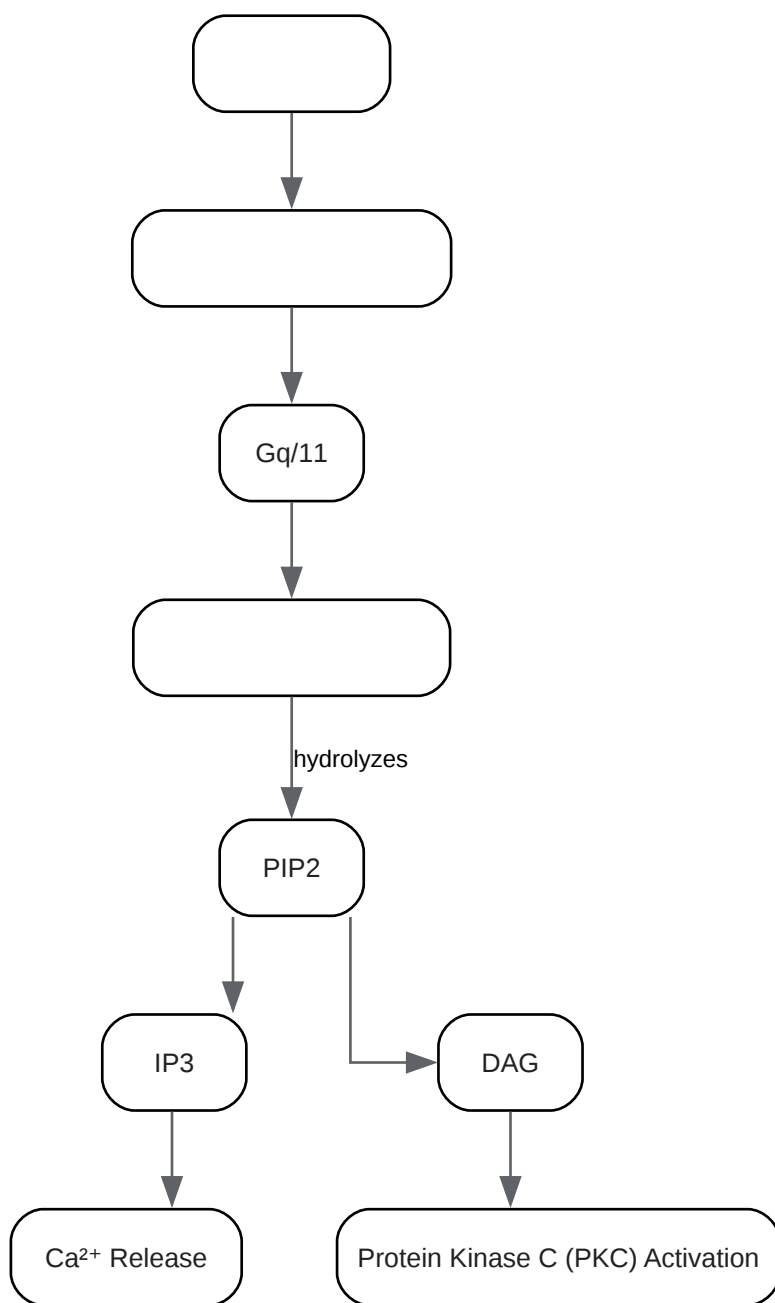 Gq/11
hydrolyzes
PIP2
IP3
DAG
Ca²⁺ Release
Protein Kinase C (PKC) Activation